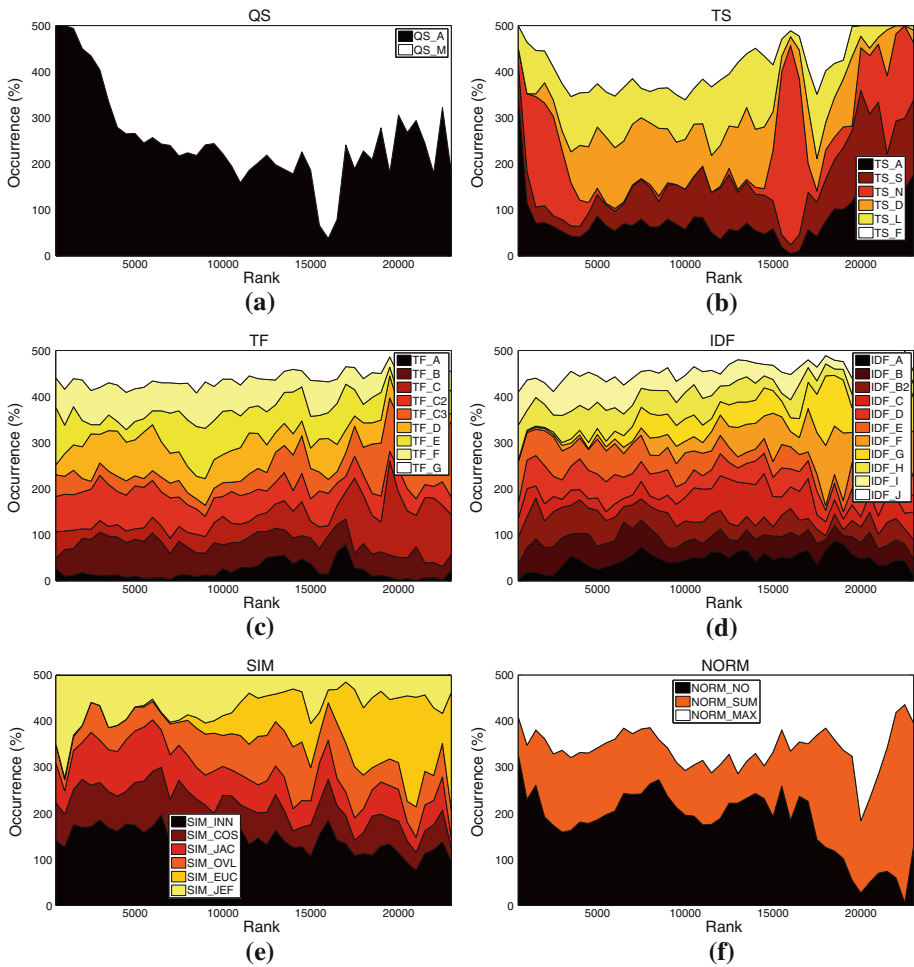 QS
Occurrence (%)
500
400
300
200
100
0
QS_A
QS_M
5000 10000 15000 20000
Rank
(a)
TS
Occurrence (%)
500
400
300
200
100
0
TS_A
TS_S
TS_N
TS_D
TS_L
TS_F
5000 10000 15000 20000
Rank
(b)
TF
Occurrence (%)
500
400
300
200
100
0
TF_A
TF_B
TF_C
TF_C2
TF_C3
TF_D
TF_E
TF_F
TF_G
5000 10000 15000 20000
Rank
(c)
IDF
Occurrence (%)
500
400
300
200
100
0
IDF_A
IDF_B
IDF_B2
IDF_C
IDF_D
IDF_E
IDF_F
IDF_G
IDF_H
IDF_I
IDF_J
5000 10000 15000 20000
Rank
(d)
SIM
Occurrence (%)
500
400
300
200
100
0
SIM_INN
SIM_COS
SIM_JAC
SIM_OVL
SIM_EUC
SIM_JEF
5000 10000 15000 20000
Rank
(e)
NORM
Occurrence (%)
500
400
300
200
100
0
NORM_NO
NORM_SUM
NORM_MAX
5000 10000 15000 20000
Rank
(f)